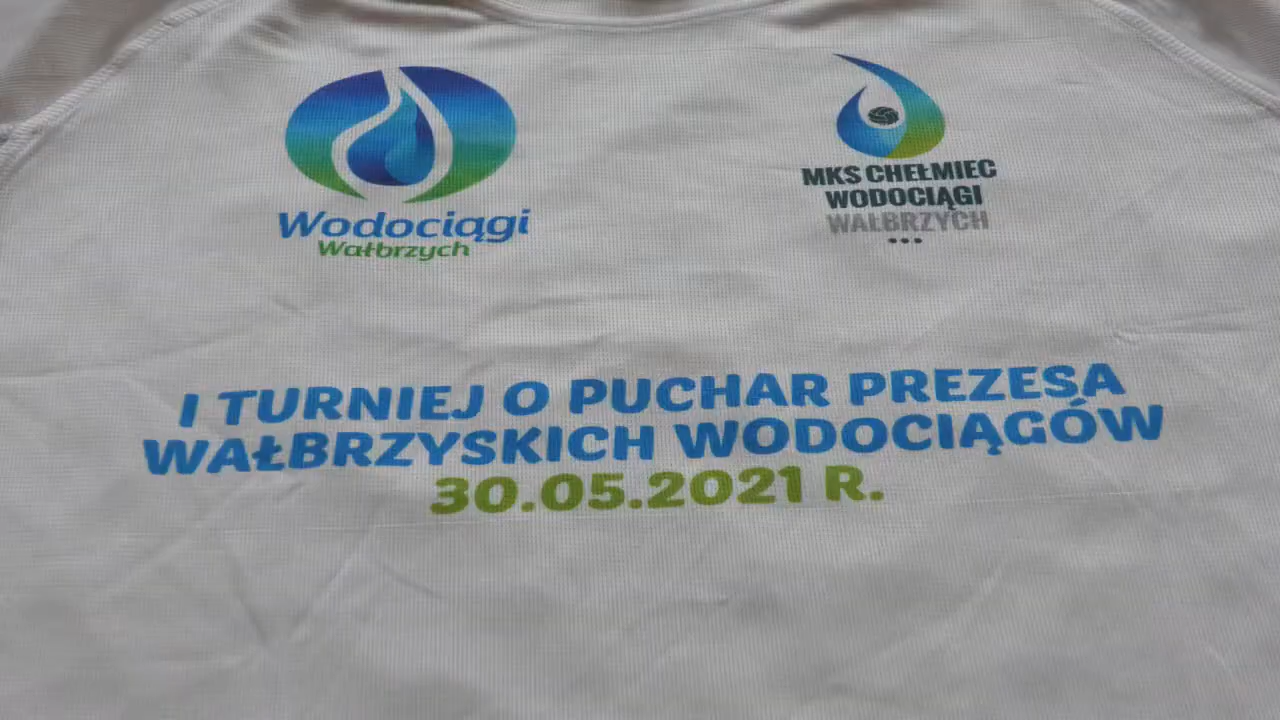 Wodociągi
Wałbrzych
MKS CHEŁMIEC
WODOCIĄGI
WAŁBRZYCH
I TURNIEJ O PUCHAR PREZESA
WAŁBRZYSKICH WODOCIĄGÓW
30.05.2021 R.